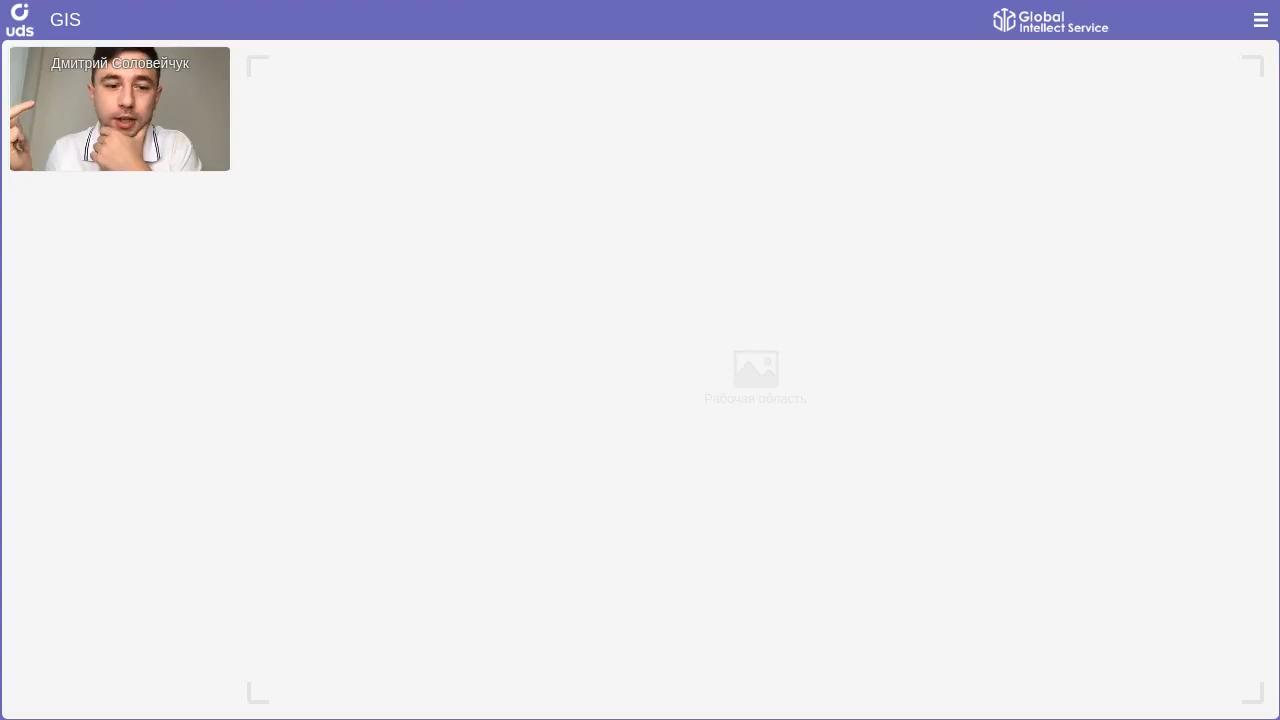 uds
GIS
Global
Intellect Service
Дмитрий Соловейчук
Рабочая область